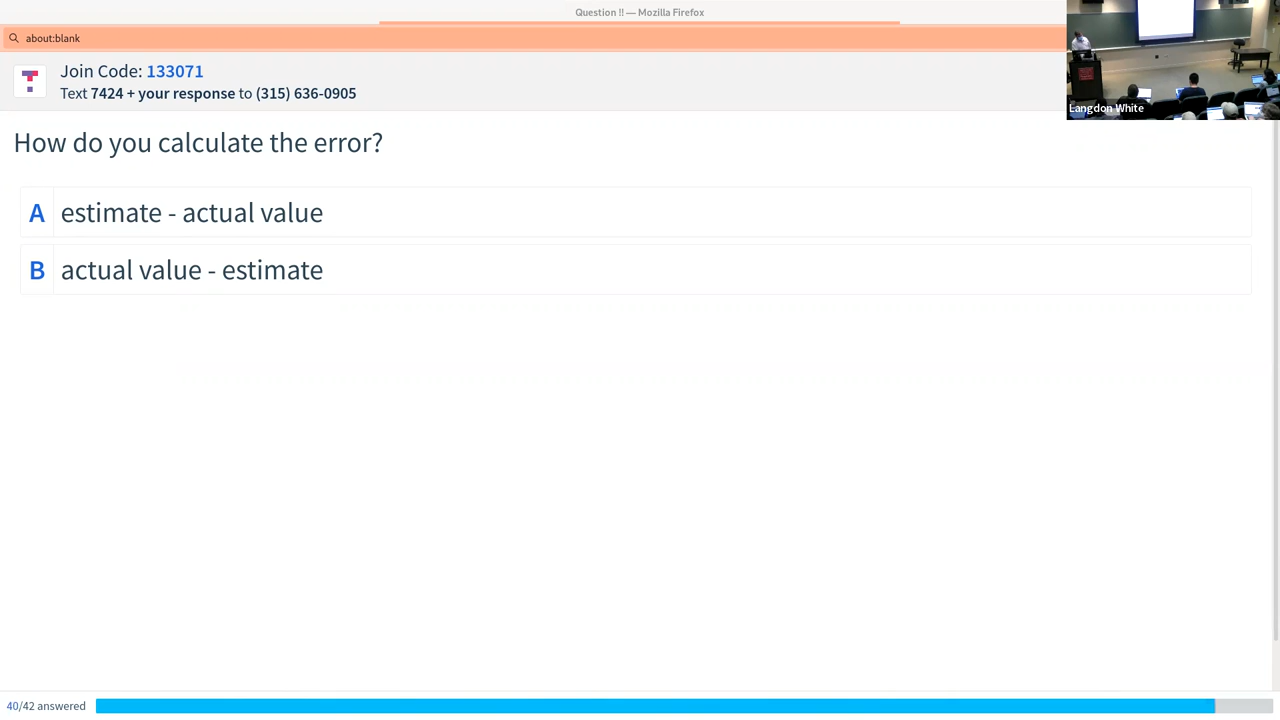 Question !! — Mozilla Firefox
about:blank
Join Code: 133071
Text 7424 + your response to (315) 636-0905
Langdon White
How do you calculate the error?
A estimate - actual value
B actual value - estimate
40/42 answered